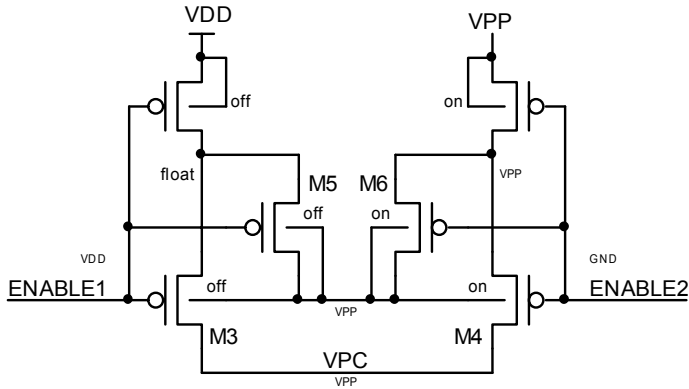 VDD VPP
off on
float VPP
M5 M6
off on
VDD GND
ENABLE1 off on ENABLE2
VPP
M3 M4
VPC
VPP